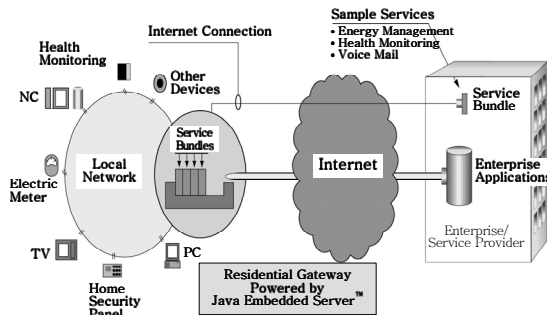 Sample Services
• Energy Management
• Health Monitoring
• Voice Mail
Internet Connection
Health
Monitoring
Other
Devices
NC
Service
Bundles
Service
Bundle
Local
Network
Internet
Enterprise
Applications
Electric
Meter
TV
PC
Enterprise/
Service Provider
Home
Security
Panel
Residential Gateway
Powered by
Java Embedded Server™